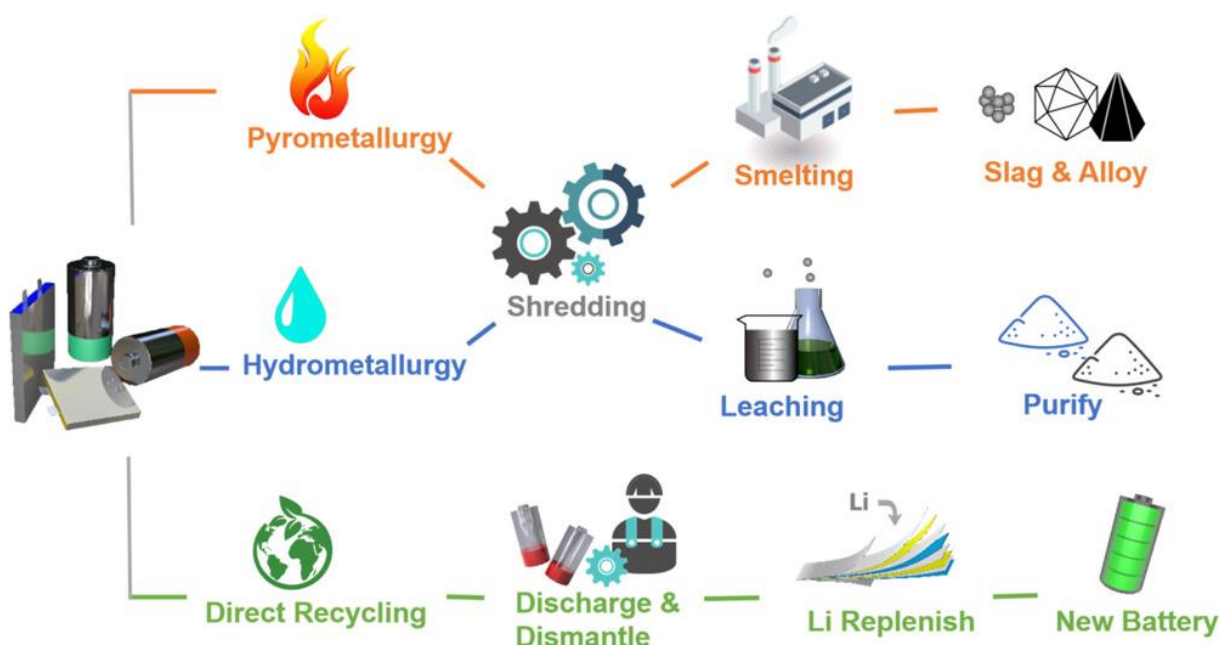 Pyrometallurgy
Smelting
Slag & Alloy
Shredding
Hydrometallurgy
Leaching
Purify
Direct Recycling
Discharge &
Dismantle
Li
Li Replenish
New Battery